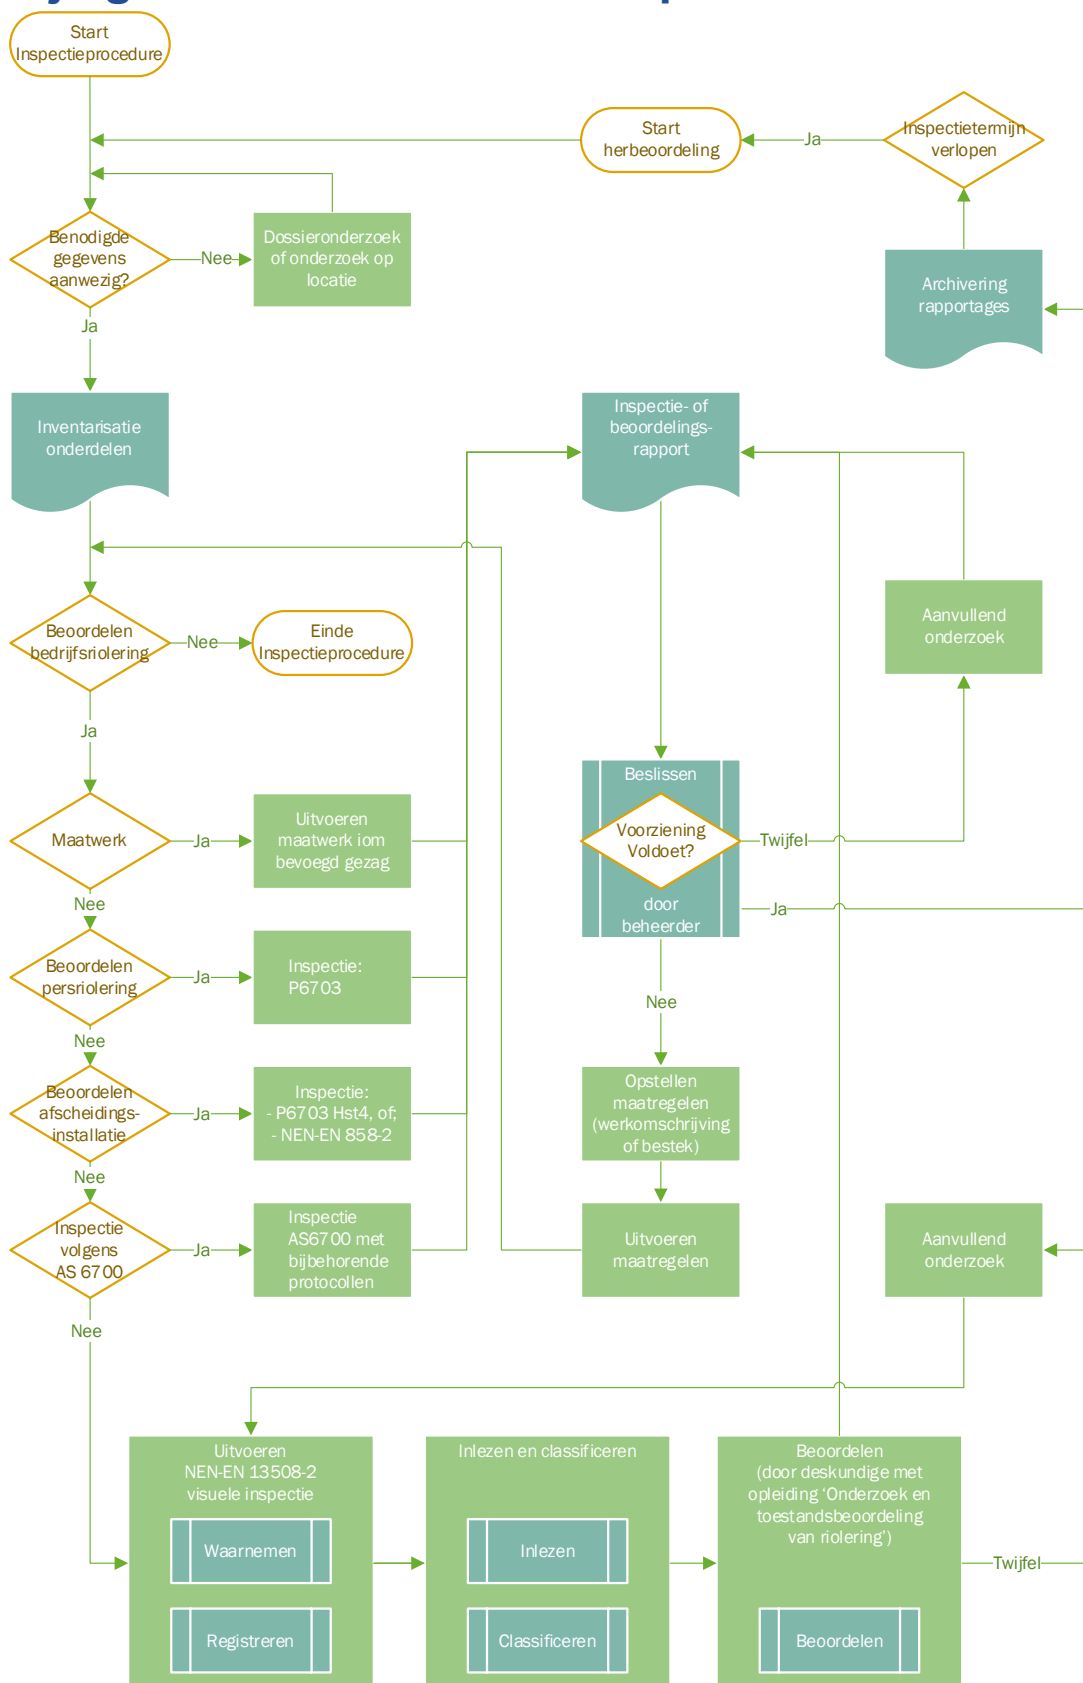 Start
Inspectieprocedure
Inspectietermijn
verlopen
Ja
Start
herbeoordeling
Benodigde
gegevens
aanwezig?
Nee
Dossieronderzoek
of onderzoek op
locatie
Archivering
rapportages
Ja
Inventarisatie
onderdelen
Inspectie- of
beoordelings-
rapport
Beoordelen
bedrijfsriolering
Nee
Einde
Inspectieprocedure
Aanvullend
onderzoek
Ja
Maatwerk
Ja
Uitvoeren
maatwerk iom
bevoegd gezag
Beslissen
Voorziening
Voldoet?
door
beheerder
Twijfel
Ja
Nee
Nee
Beoordelen
persriolering
Ja
Inspectie:
P6703
Nee
Beoordelen
afscheidings-
installatie
Ja
Inspectie:
- P6703 Hst4, of;
- NEN-EN 858-2
Opstellen
maatregelen
(werkomschrijving
of bestek)
Nee
Inspectie
volgens
AS 6700
Ja
Inspectie
AS6700 met
bijbehorende
protocollen
Uitvoeren
maatregelen
Aanvullend
onderzoek
Nee
Uitvoeren
NEN-EN 13508-2
visuele inspectie
Waarnemen
Registreren
Inlezen en classificeren
Inlezen
Classificeren
Beoordelen
(door deskundige met
opleiding ‘Onderzoek en
toestandsbeoordeling
van riolering’)
Beoordelen
Twijfel